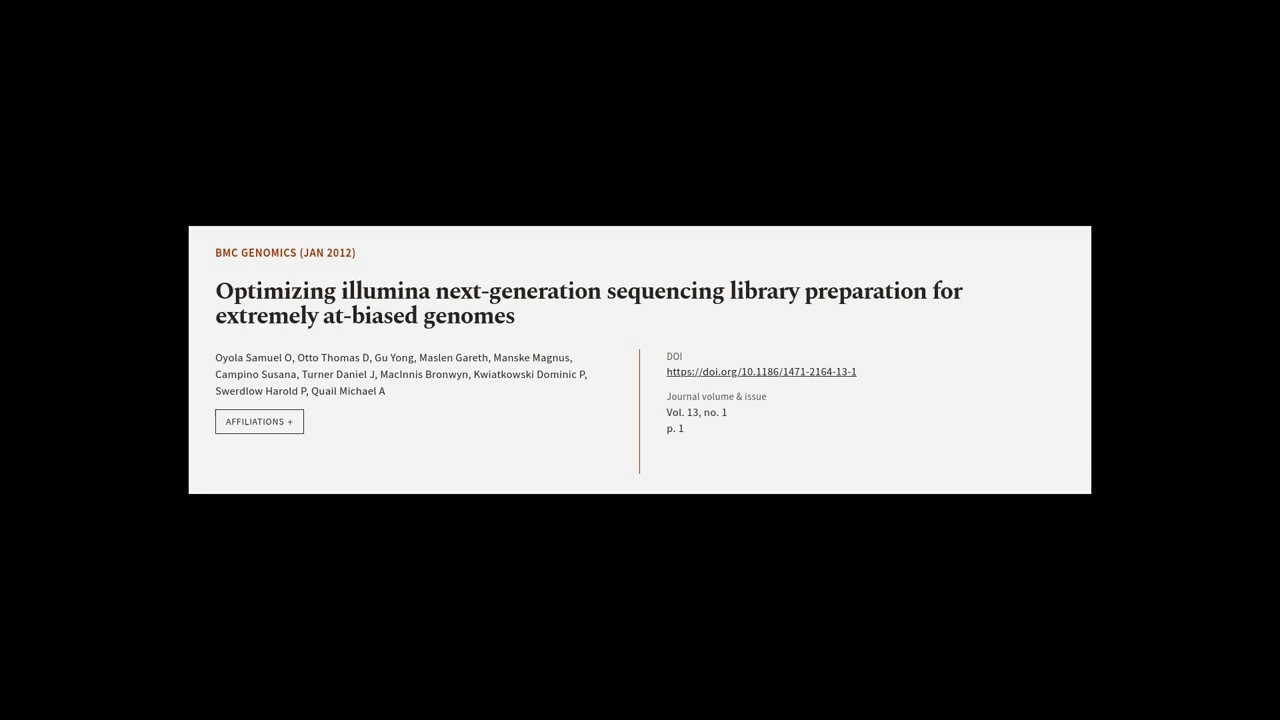 BMC GENOMICS (JAN 2012)
Optimizing illumina next-generation sequencing library preparation for
extremely at-biased genomes
Oyola Samuel O, Otto Thomas D, Gu Yong, Maslen Gareth, Manske Magnus,
Campino Susana, Turner Daniel J, MacInnis Bronwyn, Kwiatkowski Dominic P,
Swerdlow Harold P, Quail Michael A
AFFILIATIONS +
DOI
https://doi.org/10.1186/1471-2164-13-1
Journal volume & issue
Vol. 13, no. 1
p. 1